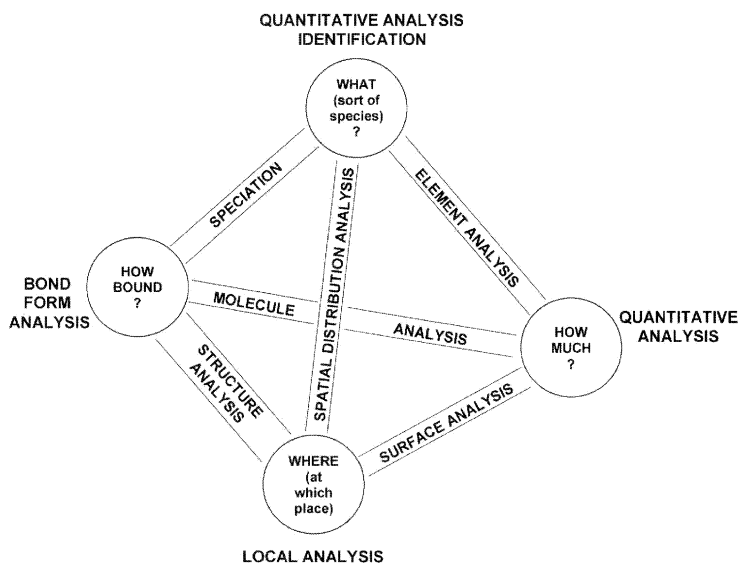 QUANTITATIVE ANALYSIS
IDENTIFICATION
WHAT
(sort of
species)
?
SPECIATION
ELEMENT ANALYSIS
SPATIAL DISTRIBUTION ANALYSIS
BOND
FORM
ANALYSIS
HOW
BOUND
?
MOLECULE
ANALYSIS
HOW
MUCH
?
QUANTITATIVE
ANALYSIS
STRUCTURE
ANALYSIS
SURFACE ANALYSIS
WHERE
(at
which
place)
LOCAL ANALYSIS